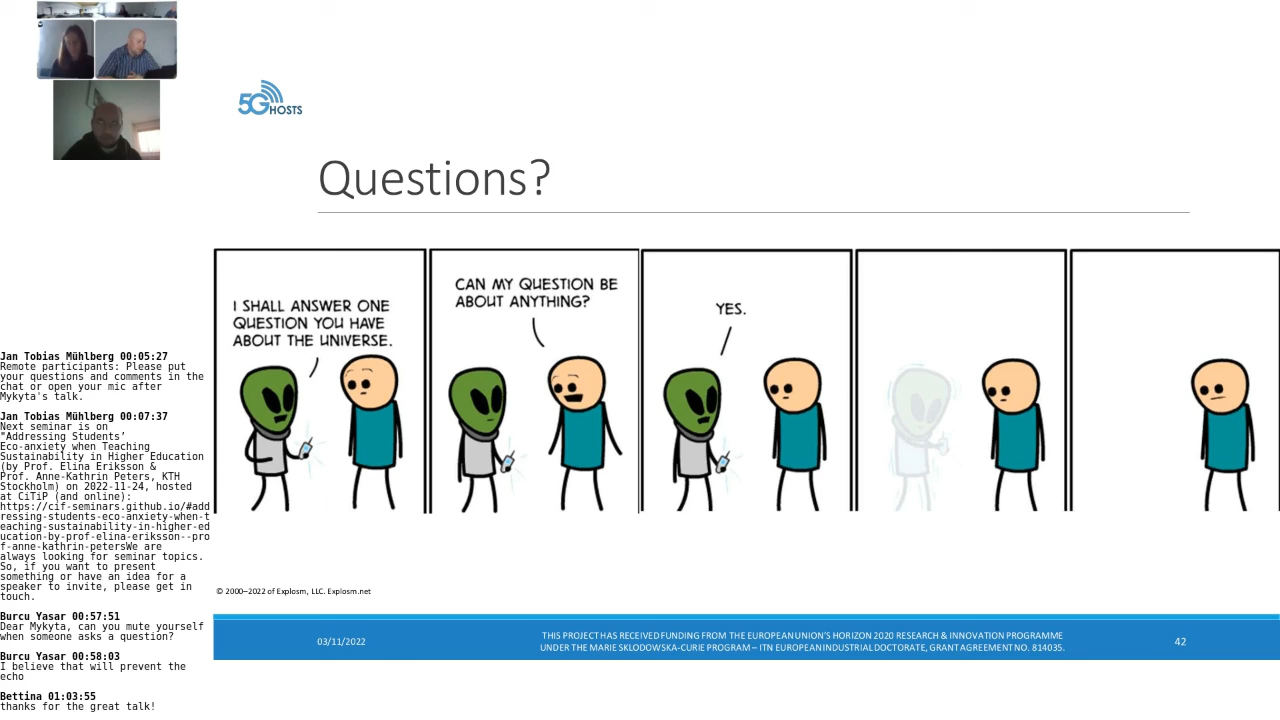 5GHOSTS
Questions?
I SHALL ANSWER ONE
QUESTION YOU HAVE
ABOUT THE UNIVERSE.
CAN MY QUESTION BE
ABOUT ANYTHING?
YES.
© 2000–2022 of Explosm, LLC. Explosm.net
03/11/2022
THIS PROJECT HAS RECEIVED FUNDING FROM THE EUROPEAN UNION'S HORIZON 2020 RESEARCH & INNOVATION PROGRAMME
UNDER THE MARIE SKLODOWSKA-CURIE PROGRAM – ITN EUROPEAN INDUSTRIAL DOCTORATE, GRANT AGREEMENT NO. 814035.
42
Jan Tobias Mühlberg 00:05:27
Remote participants: Please put
your questions and comments in the
chat or open your mic after
Mykyta's talk.
Jan Tobias Mühlberg 00:07:37
Next seminar is on
"Addressing Students’
Eco-anxiety when Teaching
Sustainability in Higher Education
(by Prof. Elina Eriksson &
Prof. Anne-Kathrin Peters, KTH
Stockholm) on 2022-11-24, hosted
at CiTiP (and online):
https://cif-seminars.github.io/#add
ressing-students-eco-anxiety-when-t
eaching-sustainability-in-higher-ed
ucation-by-prof-elina-eriksson--pro
f-anne-kathrin-petersWe are
always looking for seminar topics.
So, if you want to present
something or have an idea for a
speaker to invite, please get in
touch.
Burcu Yasar 00:57:51
Dear Mykyta, can you mute yourself
when someone asks a question?
Burcu Yasar 00:58:03
I believe that will prevent the
echo
Bettina 01:03:55
thanks for the great talk!